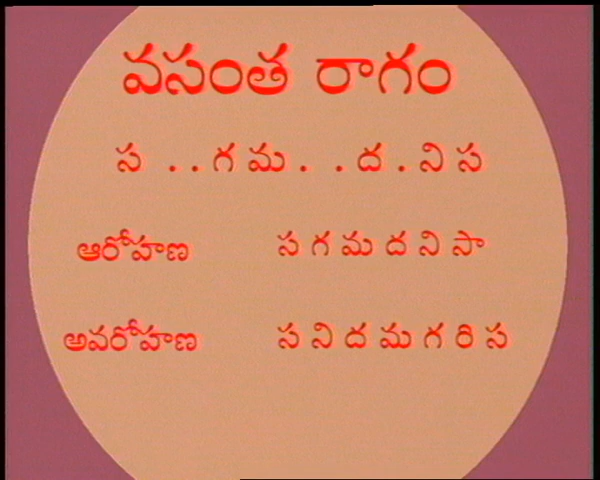 వసంత రాగం
స . . గ మ . . ద . ని స
ఆరోహణ స గ మ ద ని సా
అవరోహణ స ని ద మ గ రి స